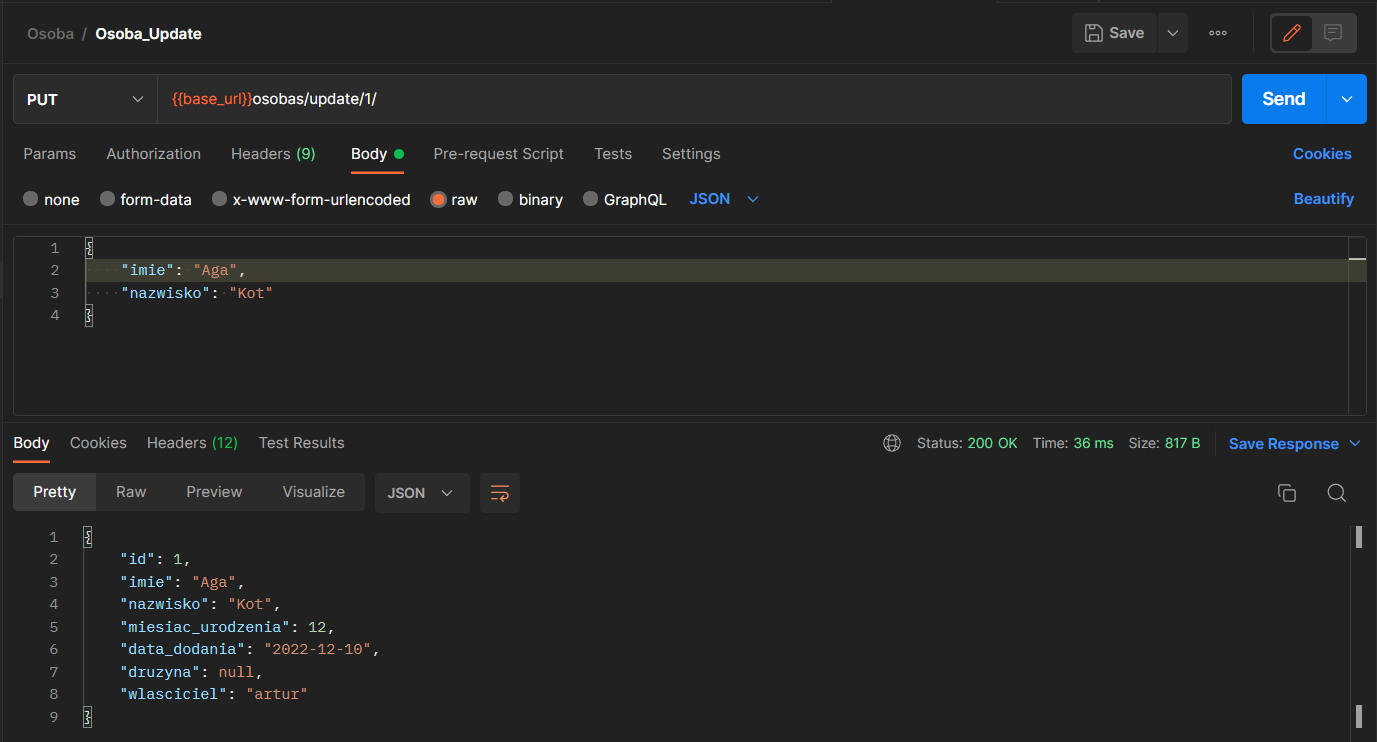 Osoba / Osoba_Update Save
PUT {{base_url}}osobas/update/1/ Send
Params Authorization Headers (9) Body Pre-request Script Tests Settings Cookies
none form-data x-www-form-urlencoded raw binary GraphQL JSON Beautify
1 {
2 "imie": "Aga",
3 "nazwisko": "Kot"
4 }
Body Cookies Headers (12) Test Results Status: 200 OK Time: 36 ms Size: 817 B Save Response
Pretty Raw Preview Visualize JSON
1 {
2 "id": 1,
3 "imie": "Aga",
4 "nazwisko": "Kot",
5 "miesiac_urodzenia": 12,
6 "data_dodania": "2022-12-10",
7 "druzyna": null,
8 "wlasciciel": "artur"
9 }